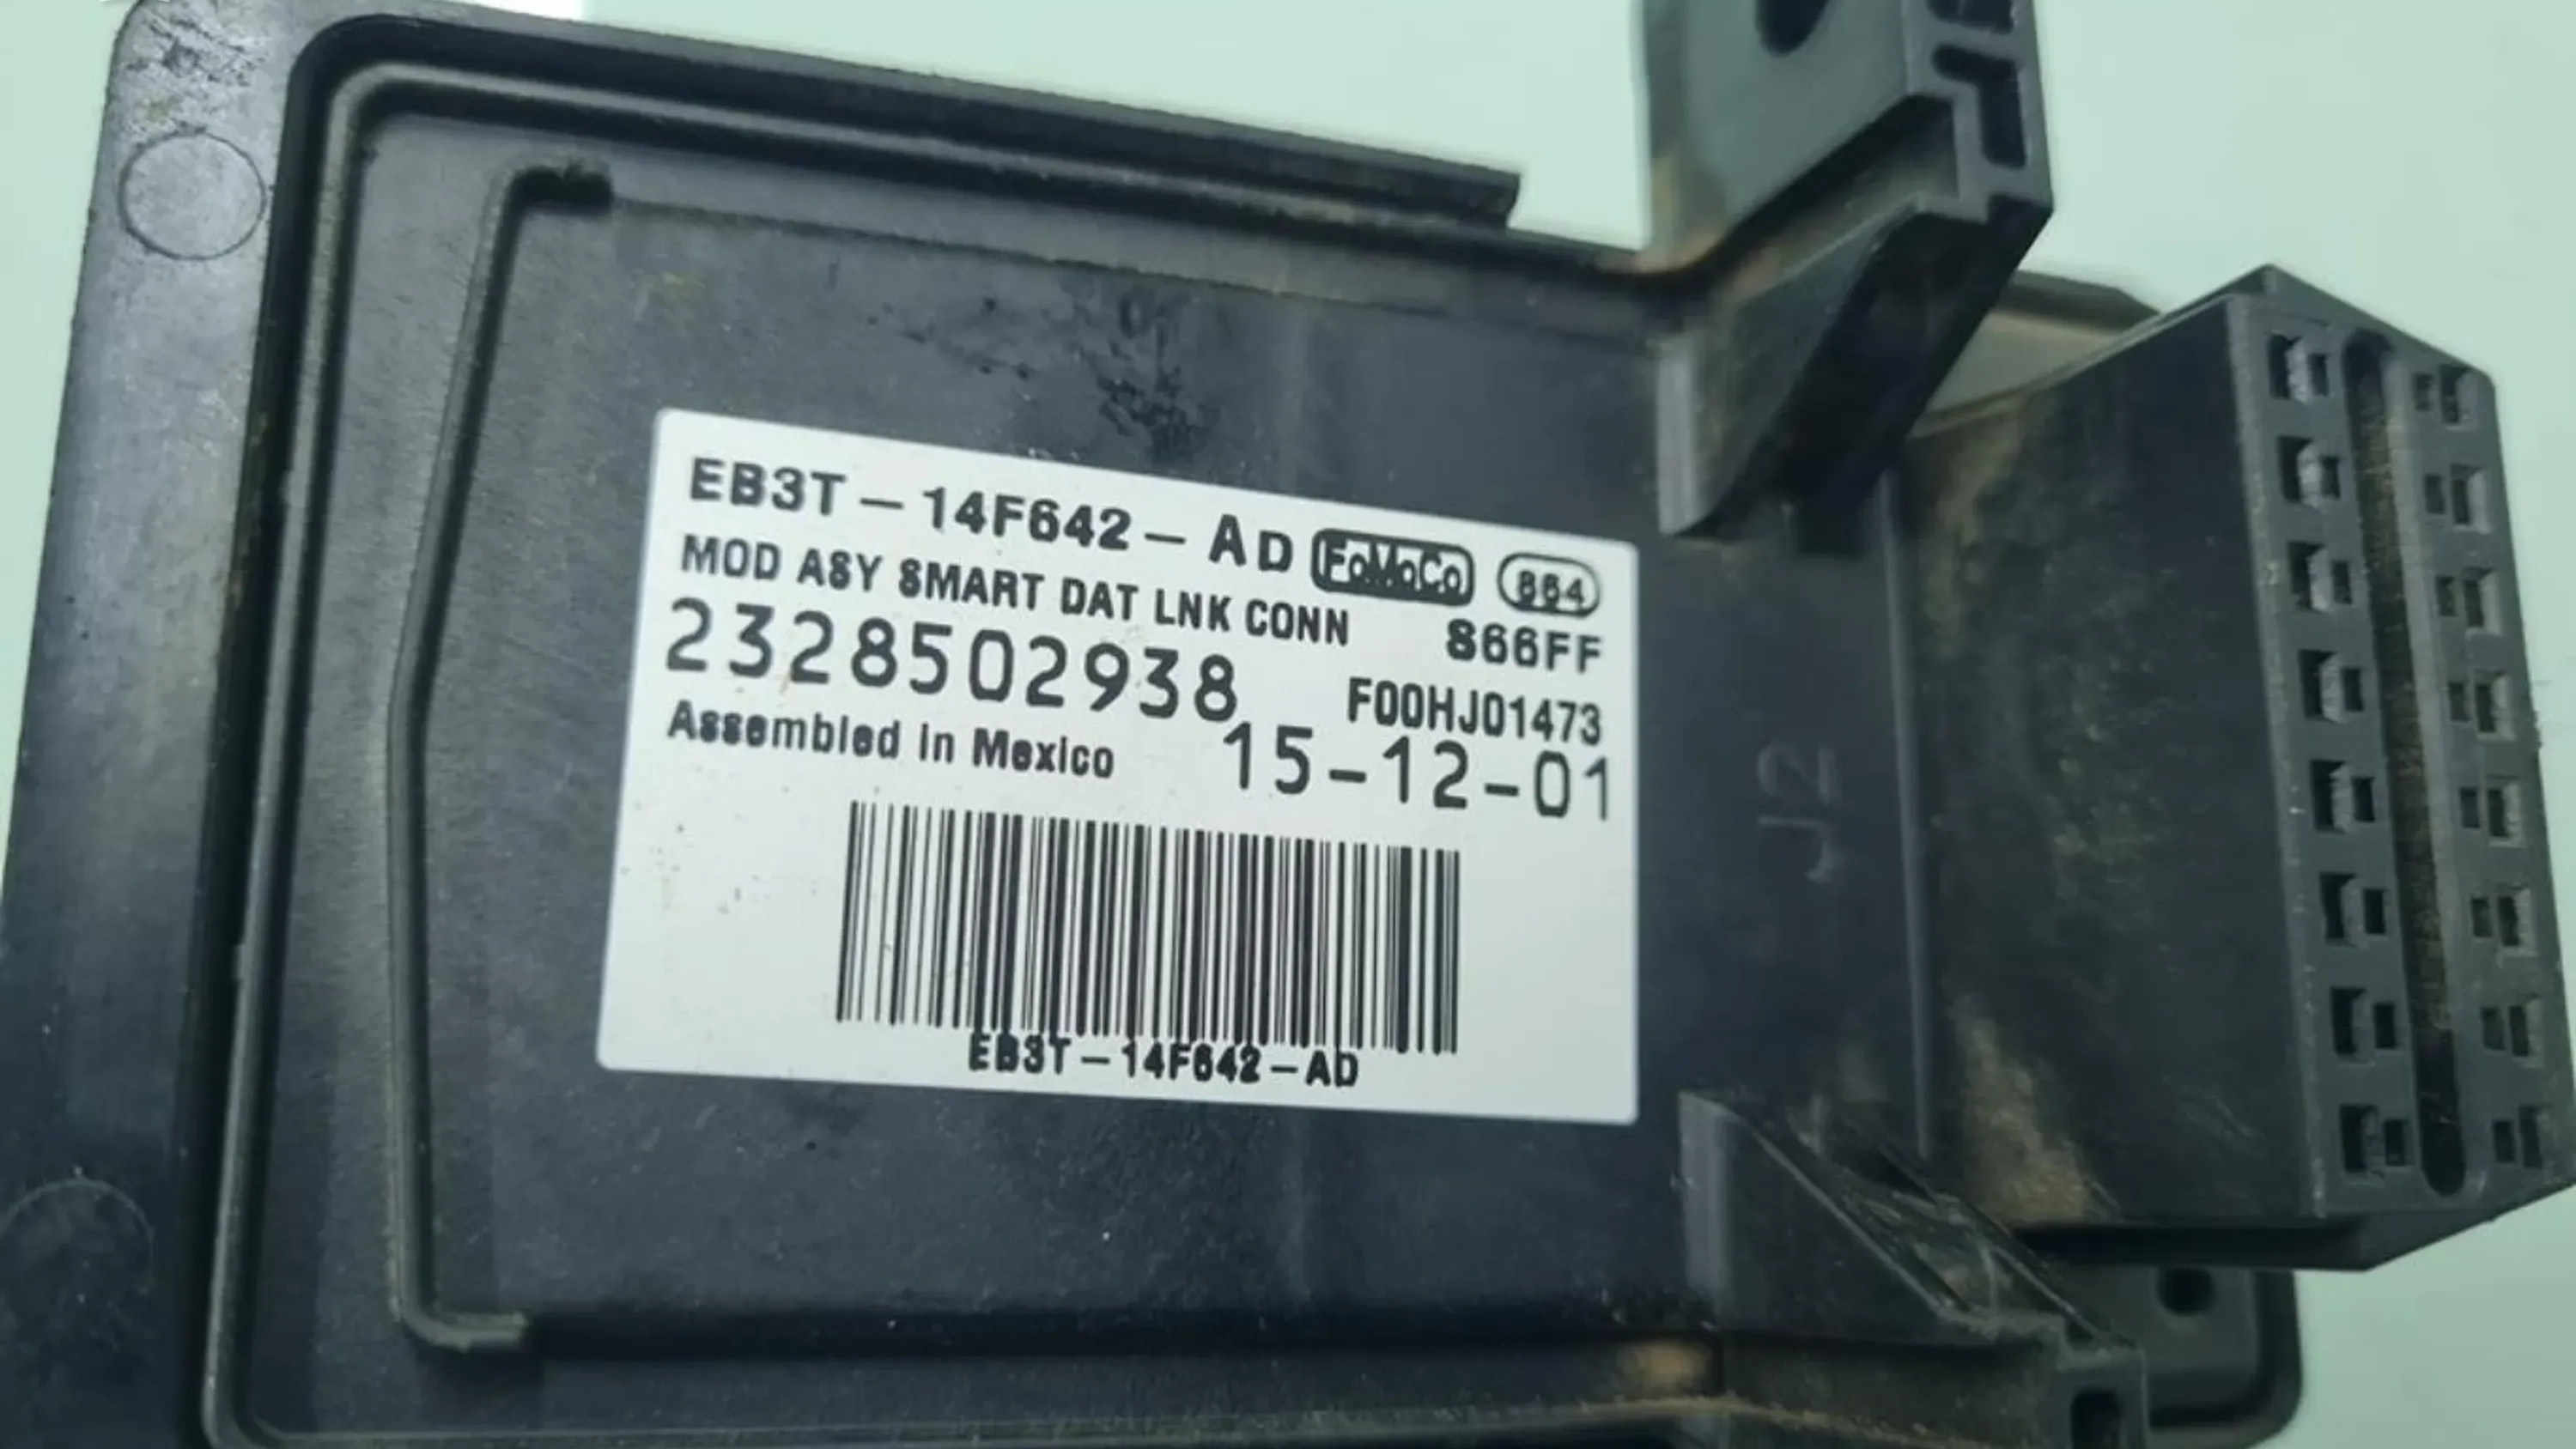 EB3T-14F642-AD FoMoCo 864
MOD ASY SMART DAT LNK CONN 866FF
2328502938 F00HJ01473
Assembled in Mexico 15-12-01
EB3T-14F642-AD
J2